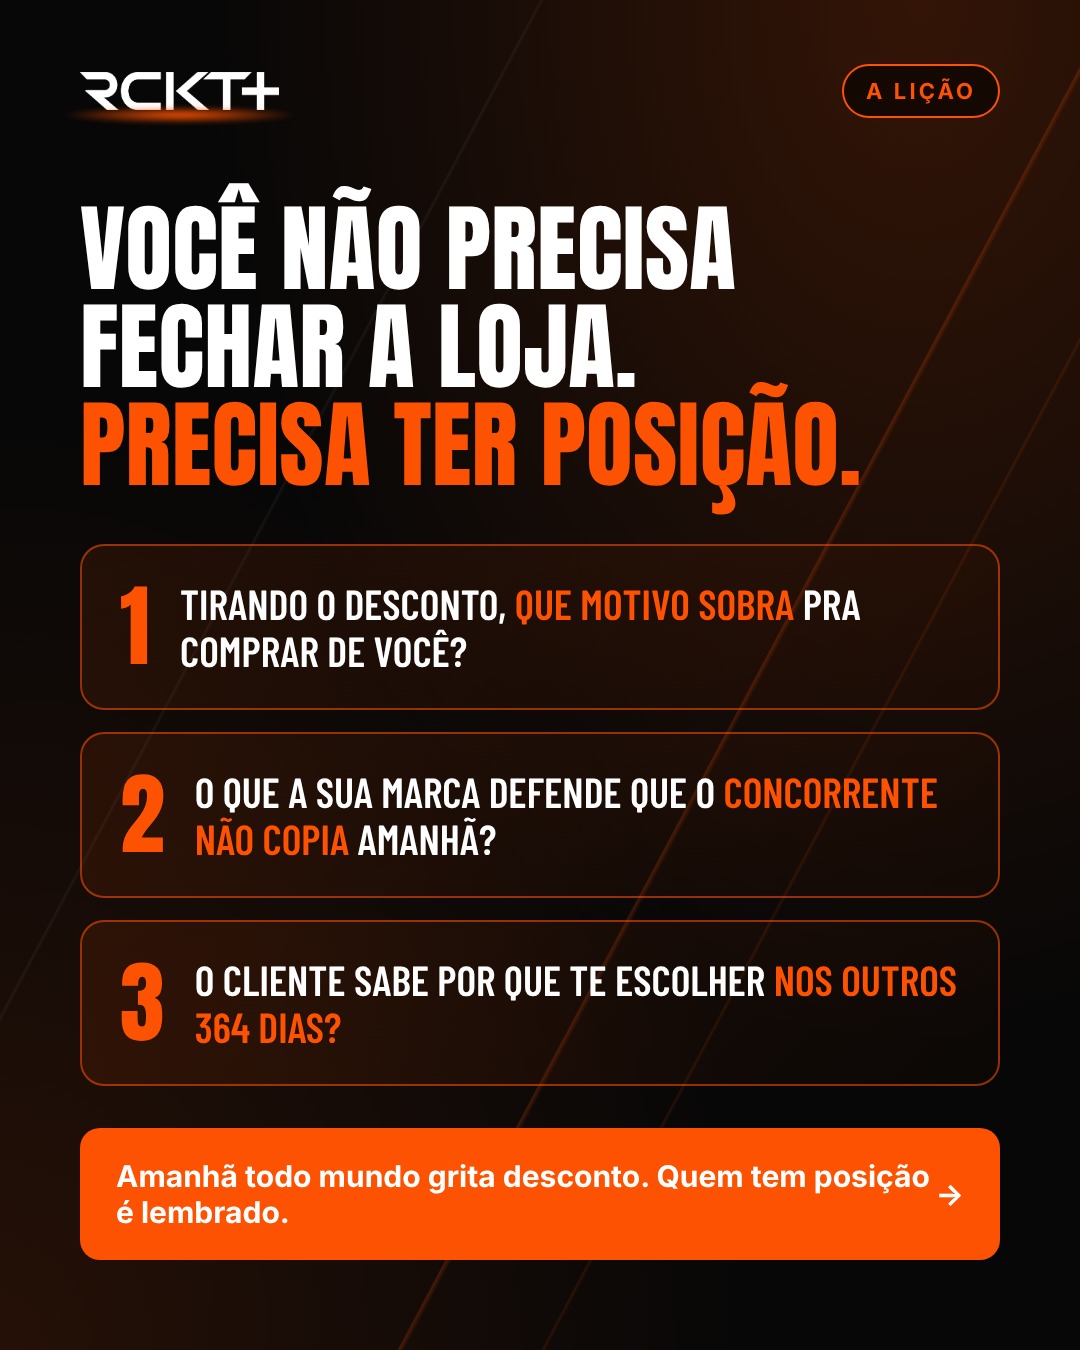 RCKT+
A LIÇÃO
VOCÊ NÃO PRECISA
FECHAR A LOJA.
PRECISA TER POSIÇÃO.
1
TIRANDO O DESCONTO, QUE MOTIVO SOBRA PRA
COMPRAR DE VOCÊ?
2
O QUE A SUA MARCA DEFENDE QUE O CONCORRENTE
NÃO COPIA AMANHÃ?
3
O CLIENTE SABE POR QUE TE ESCOLHER NOS OUTROS
364 DIAS?
Amanhã todo mundo grita desconto. Quem tem posição →
é lembrado.